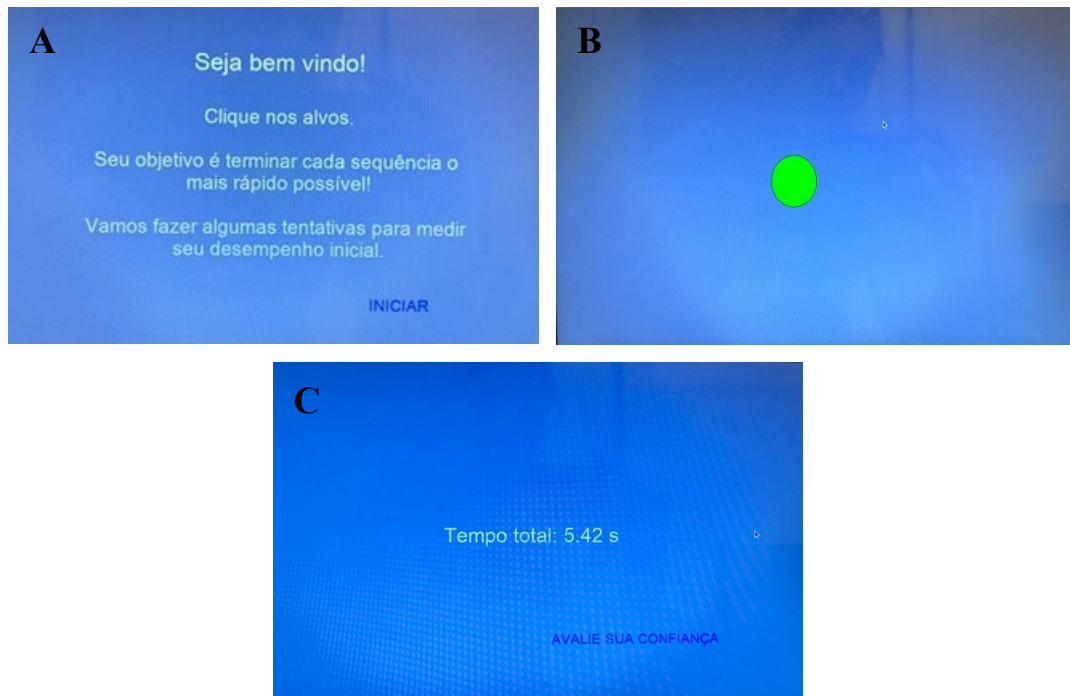 A
Seja bem vindo!
Clique nos alvos.
Seu objetivo é terminar cada sequência o
mais rápido possível!
Vamos fazer algumas tentativas para medir
seu desempenho inicial.
INICIAR
B
C
Tempo total: 5.42 s
AVALIE SUA CONFIANÇA